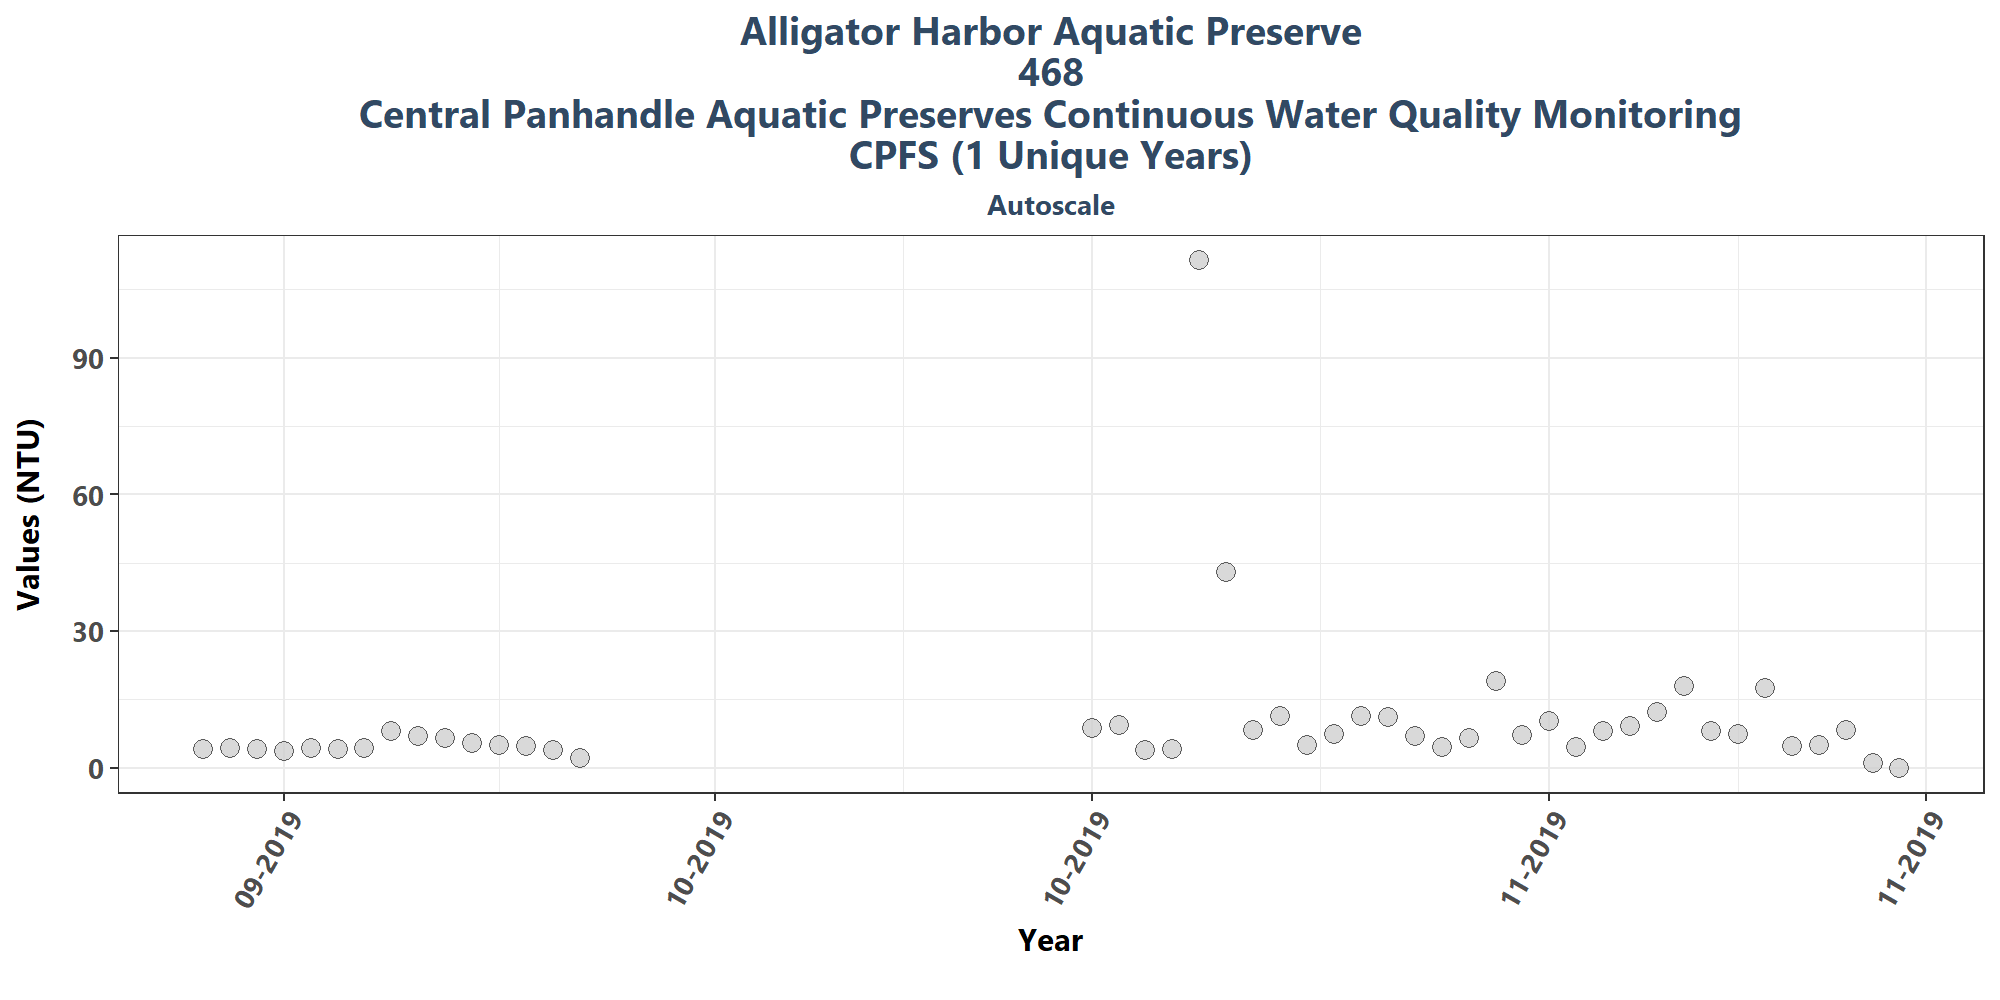 Alligator Harbor Aquatic Preserve
468
Central Panhandle Aquatic Preserves Continuous Water Quality Monitoring
CPFS (1 Unique Years)
Autoscale
Values (NTU)
90
60
30
0
09-2019
10-2019
10-2019
11-2019
11-2019
Year